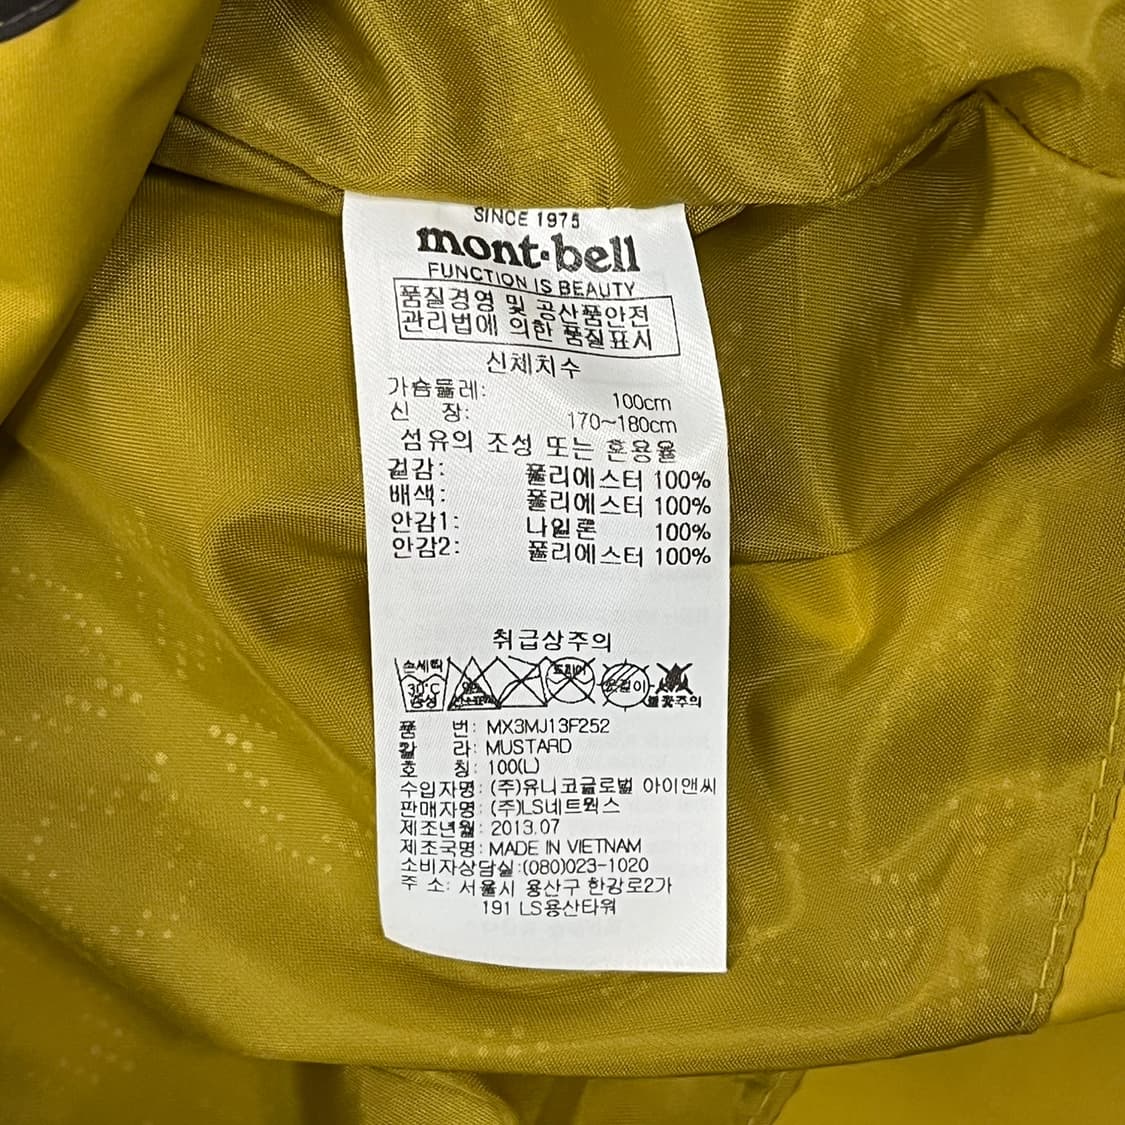 SINCE 1975
mont-bell
FUNCTION IS BEAUTY
품질경영 및 공산품안전
관리법에 의한 품질표시
신체치수
가슴둘레: 100cm
신 장: 170~180cm
섬유의 조성 또는 혼용율
겉감: 폴리에스터 100%
배색: 폴리에스터 100%
안감1: 나일론 100%
안감2: 폴리에스터 100%
취급상주의
손세탁 30°C 중성 드라이 옷걸이 불꽃주의
품 번: MX3MJ13F252
칼 라: MUSTARD
호 칭: 100(L)
수입자명: (주)유니코글로벌 아이앤씨
판매자명: (주)LS네트웍스
제조년월: 2013.07
제조국명: MADE IN VIETNAM
소비자상담실:(080)023-1020
주 소: 서울시 용산구 한강로2가
191 LS용산타워